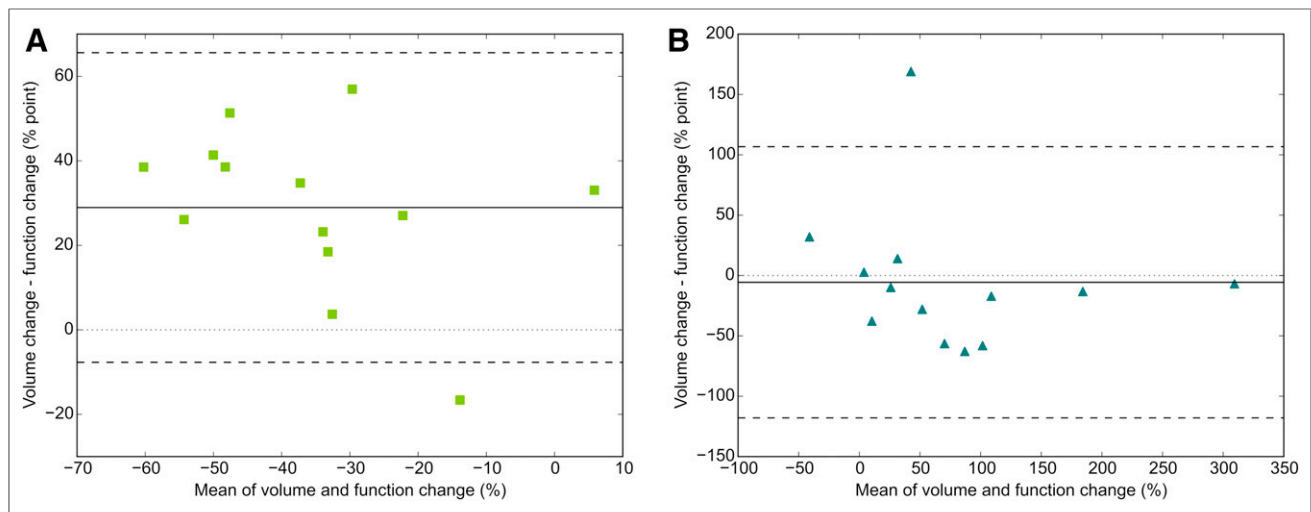 A
Volume change - function change (% point)
60
40
20
0
−20
−70 −60 −50 −40 −30 −20 −10 0 10
Mean of volume and function change (%)
B
Volume change - function change (% point)
200
150
100
50
0
−50
−100
−150
−100 −50 0 50 100 150 200 250 300 350
Mean of volume and function change (%)